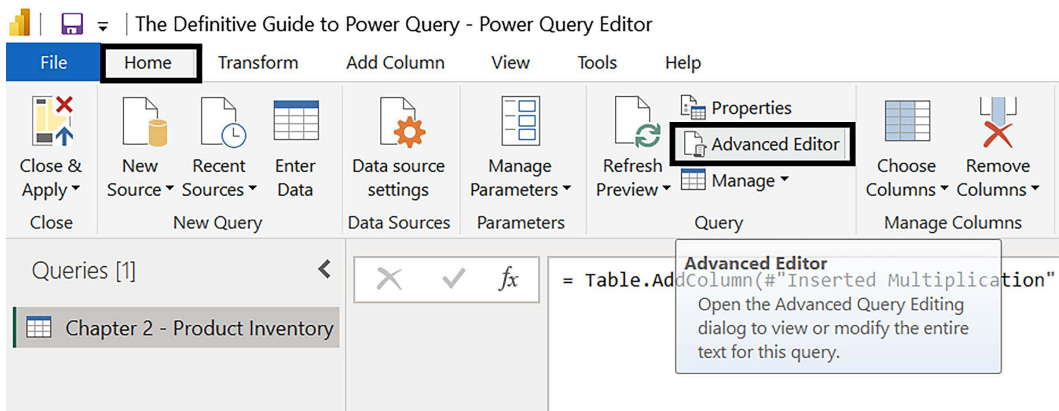 The Definitive Guide to Power Query - Power Query Editor
File Home Transform Add Column View Tools Help
Close & Apply
New Source
Recent Sources
Enter Data
Data source settings
Manage Parameters
Refresh Preview
Properties
Advanced Editor
Manage
Choose Columns
Remove Columns
Close New Query Data Sources Parameters Query Manage Columns
Queries [1]
fx = Table.AddColumn(#"Inserted Multiplication"
Chapter 2 - Product Inventory
Advanced Editor
Open the Advanced Query Editing
dialog to view or modify the entire
text for this query.